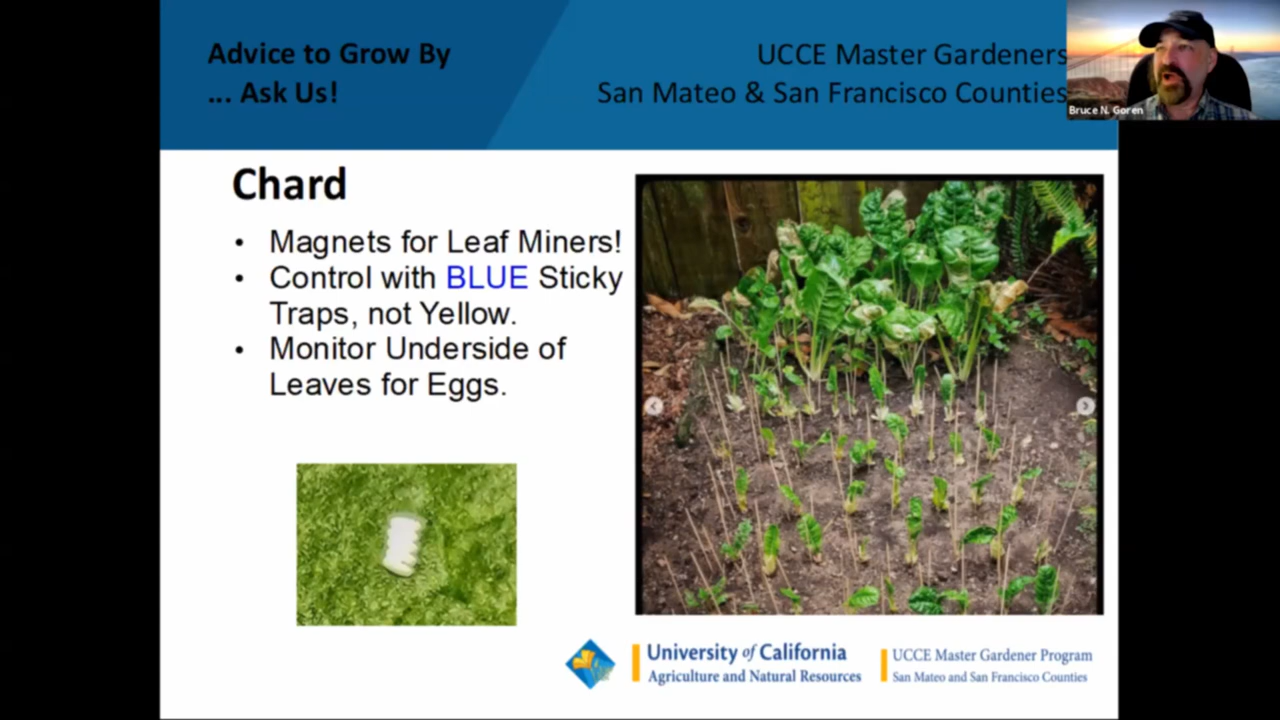 Advice to Grow By
... Ask Us!
UCCE Master Gardeners
San Mateo & San Francisco Counties
Bruce N. Goren
Chard
• Magnets for Leaf Miners!
• Control with BLUE Sticky
Traps, not Yellow.
• Monitor Underside of
Leaves for Eggs.
University of California
Agriculture and Natural Resources
UCCE Master Gardener Program
San Mateo and San Francisco Counties